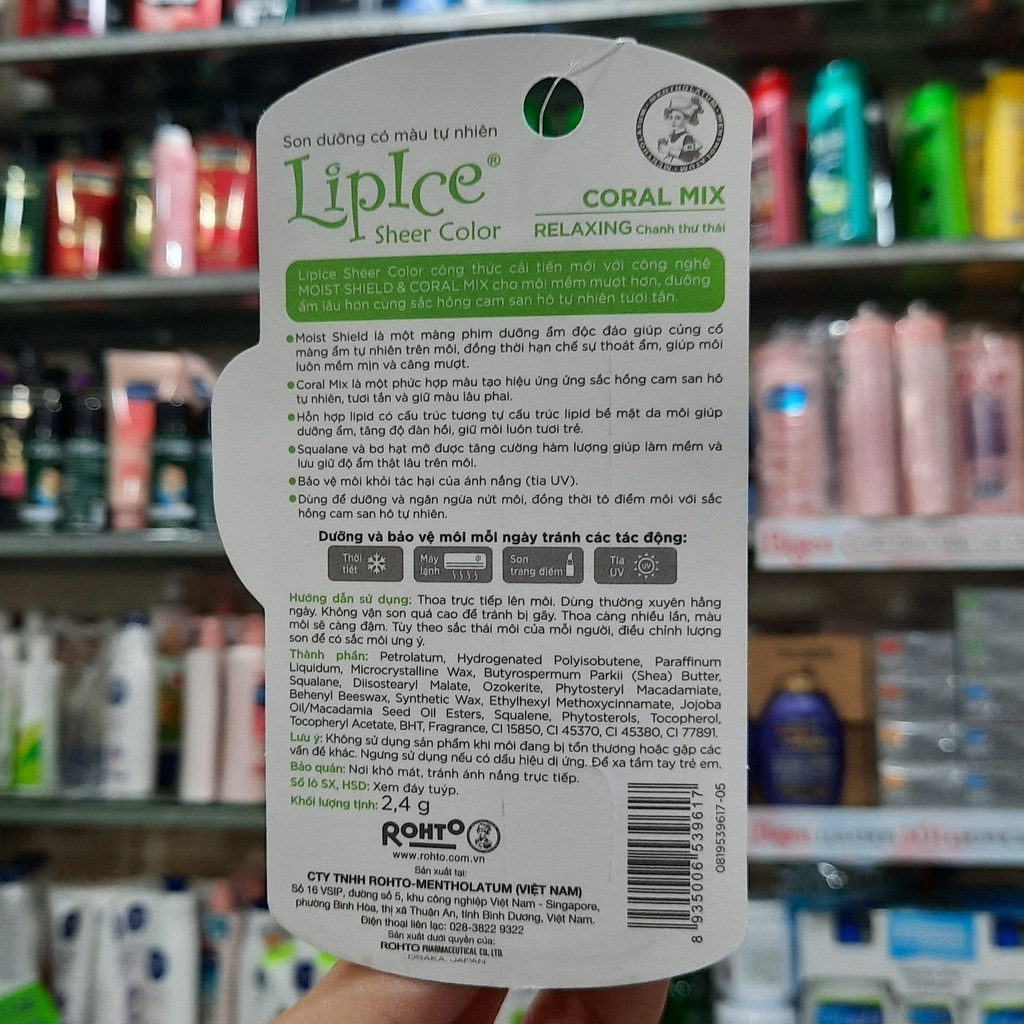 Son dưỡng có màu tự nhiên
LipIce®
Sheer Color
CORAL MIX
RELAXING Chanh thư thái
LipIce Sheer Color công thức cải tiến mới với công nghệ
MOIST SHIELD & CORAL MIX cho môi mềm mượt hơn, dưỡng
ẩm lâu hơn cùng sắc hồng cam san hô tự nhiên tươi tắn.
•Moist Shield là một màng phim dưỡng ẩm độc đáo giúp củng cố
màng ẩm tự nhiên trên môi, đồng thời hạn chế sự thoát ẩm, giúp môi
luôn mềm mịn và căng mượt.
•Coral Mix là một phức hợp màu tạo hiệu ứng ửng sắc hồng cam san hô
tự nhiên, tươi tắn và giữ màu lâu phai.
•Hỗn hợp lipid có cấu trúc tương tự cấu trúc lipid bề mặt da môi giúp
dưỡng ẩm, tăng độ đàn hồi, giữ môi luôn tươi trẻ.
•Squalane và bơ hạt mỡ được tăng cường hàm lượng giúp làm mềm và
lưu giữ độ ẩm thật lâu trên môi.
•Bảo vệ môi khỏi tác hại của ánh nắng (tia UV).
•Dùng để dưỡng và ngăn ngừa nứt môi, đồng thời tô điểm môi với sắc
hồng cam san hô tự nhiên.
Dưỡng và bảo vệ môi mỗi ngày tránh các tác động:
Thời tiết
Máy lạnh
Son trang điểm
Tia UV
UV
Hướng dẫn sử dụng: Thoa trực tiếp lên môi. Dùng thường xuyên hằng
ngày. Không vặn son quá cao để tránh bị gãy. Thoa càng nhiều lần, màu
môi sẽ càng đậm. Tùy theo sắc thái môi của mỗi người, điều chỉnh lượng
son để có sắc môi ưng ý.
Thành phần: Petrolatum, Hydrogenated Polyisobutene, Paraffinum
Liquidum, Microcrystalline Wax, Butyrospermum Parkii (Shea) Butter,
Squalane, Diisostearyl Malate, Ozokerite, Phytosteryl Macadamiate,
Behenyl Beeswax, Synthetic Wax, Ethylhexyl Methoxycinnamate, Jojoba
Oil/Macadamia Seed Oil Esters, Squalene, Phytosterols, Tocopherol,
Tocopheryl Acetate, BHT, Fragrance, CI 15850, CI 45370, CI 45380, CI 77891.
Lưu ý: Không sử dụng sản phẩm khi môi đang bị tổn thương hoặc gặp các
vấn đề khác. Ngưng sử dụng nếu có dấu hiệu dị ứng. Để xa tầm tay trẻ em.
Bảo quản: Nơi khô mát, tránh ánh nắng trực tiếp.
Số lô SX, HSD: Xem đáy tuýp.
Khối lượng tịnh: 2,4 g
ROHTO
www.rohto.com.vn
Sản xuất tại:
CTY TNHH ROHTO-MENTHOLATUM (VIỆT NAM)
Số 16 VSIP, đường số 5, khu công nghiệp Việt Nam - Singapore,
phường Bình Hòa, thị xã Thuận An, tỉnh Bình Dương, Việt Nam.
Điện thoại liên lạc: 028-3822 9322
Sản xuất dưới quyền của:
ROHTO PHARMACEUTICAL CO., LTD.
OSAKA, JAPAN
8 935006 539617
0819539617-05